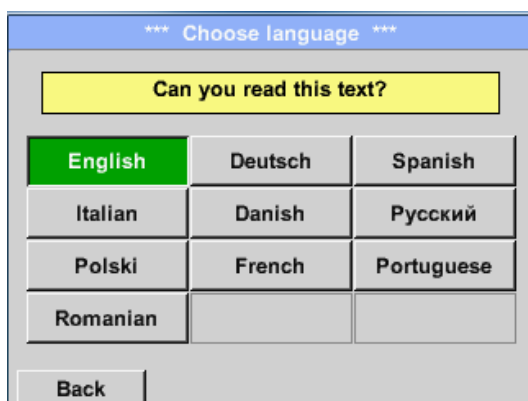 *** Choose language ***
Can you read this text?
English Deutsch Spanish
Italian Danish Русский
Polski French Portuguese
Romanian
Back